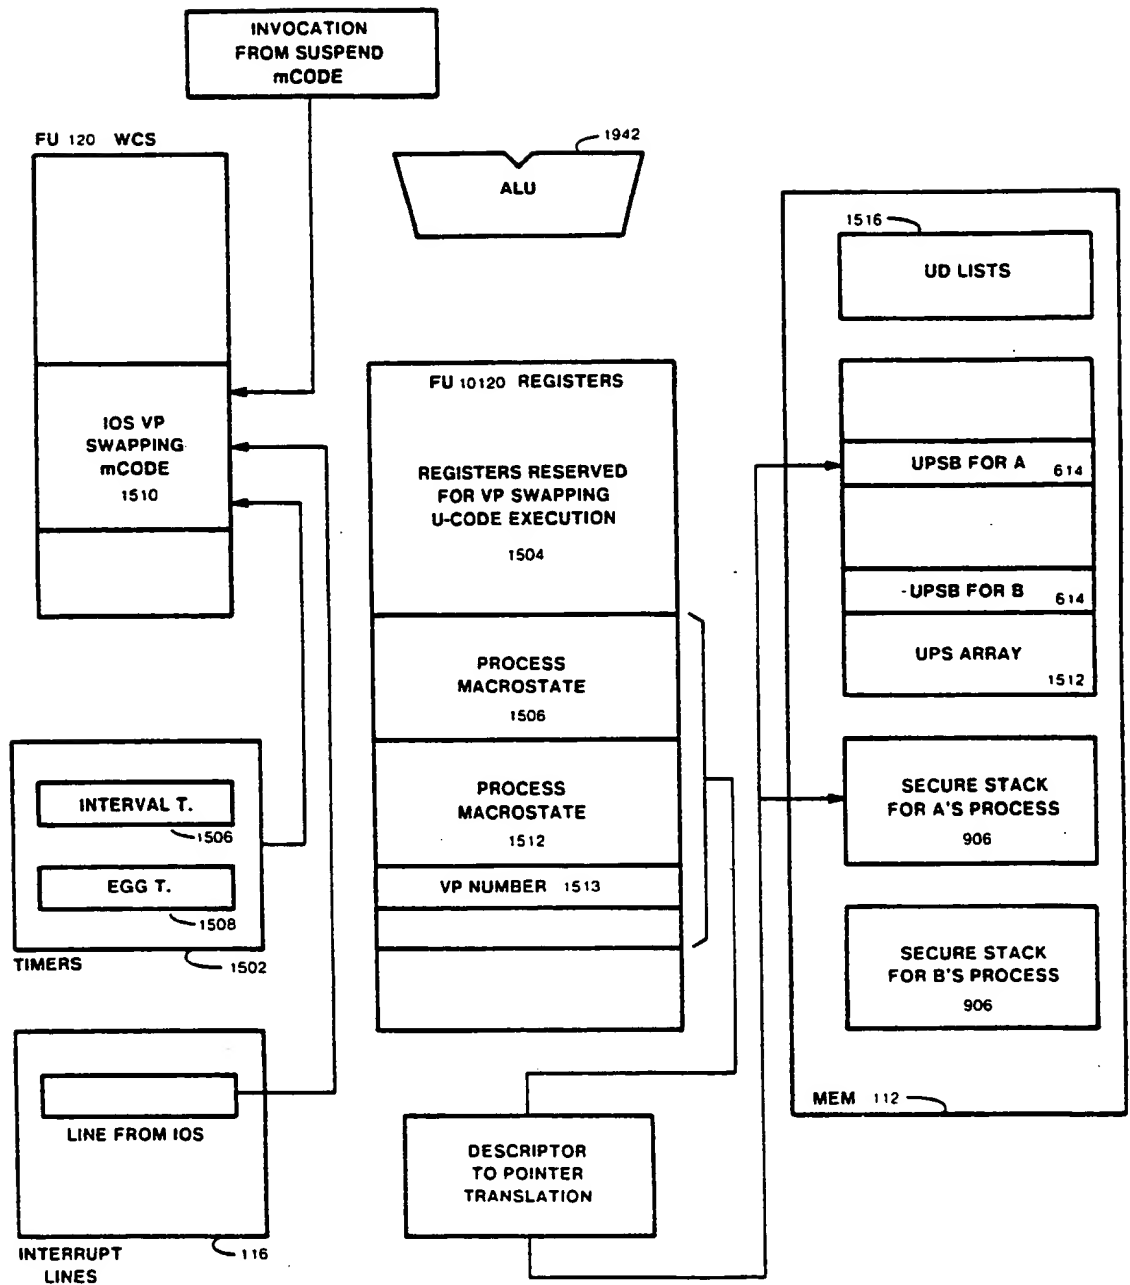 INVOCATION
FROM SUSPEND
mCODE
FU 120 WCS
1942
ALU
1516
UD LISTS
FU 10120 REGISTERS
IOS VP
SWAPPING
mCODE
1510
REGISTERS RESERVED
FOR VP SWAPPING
U-CODE EXECUTION
1504
UPSB FOR A 614
UPSB FOR B 614
UPS ARRAY
1512
PROCESS
MACROSTATE
1506
PROCESS
MACROSTATE
1512
VP NUMBER 1513
INTERVAL T.
1506
EGG T.
1508
TIMERS 1502
SECURE STACK
FOR A'S PROCESS
906
SECURE STACK
FOR B'S PROCESS
906
MEM 112
LINE FROM IOS
DESCRIPTOR
TO POINTER
TRANSLATION
INTERRUPT
LINES
116